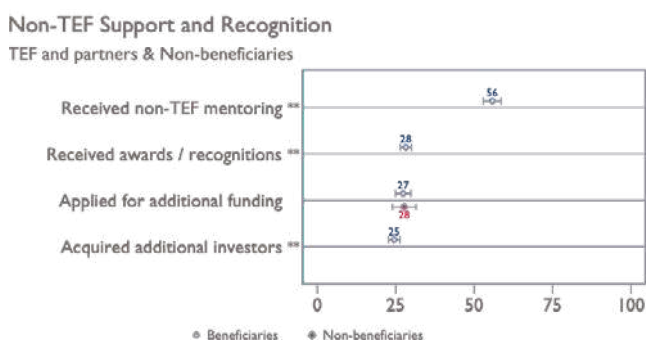 Non-TEF Support and Recognition
TEF and partners & Non-beneficiaries
56
Received non-TEF mentoring **
28
Received awards / recognitions **
27
Applied for additional funding
28
25
Acquired additional investors **
0 25 50 75 100
Beneficiaries Non-beneficiaries